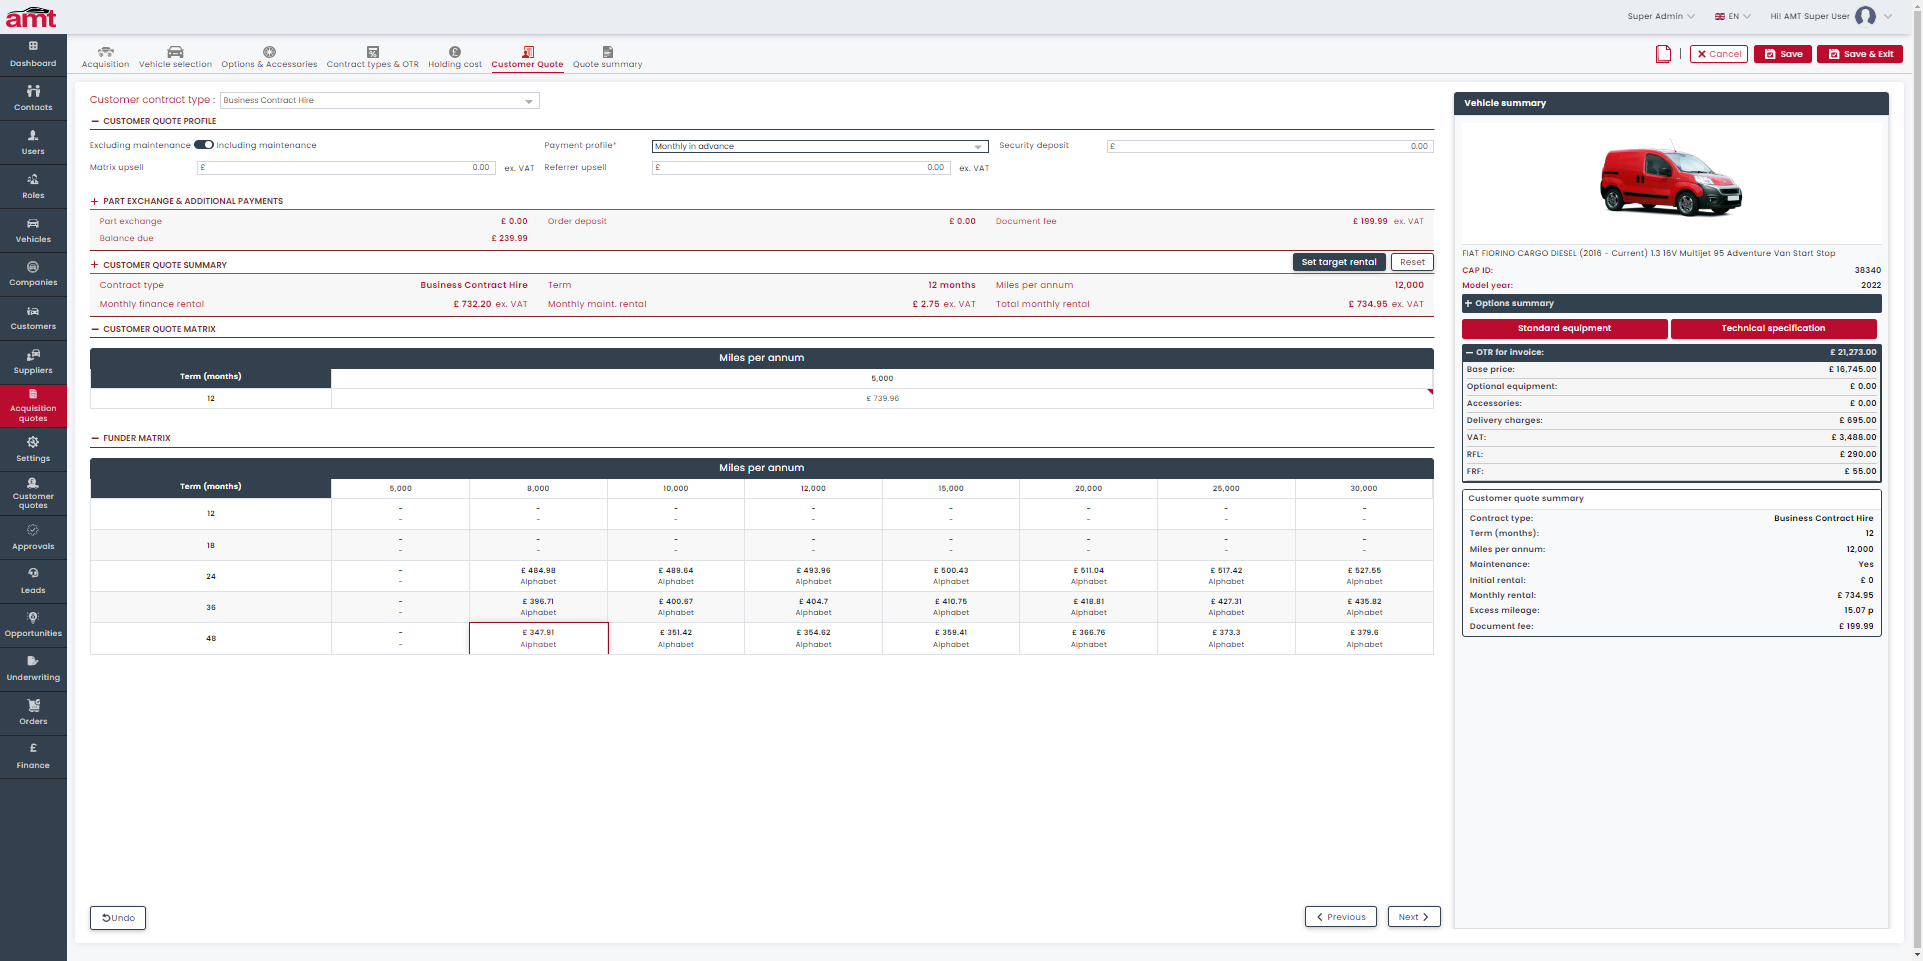 amt
Super Admin
EN
Hi! AMT Super User
Dashboard
Contacts
Users
Roles
Vehicles
Companies
Customers
Suppliers
Acquisition
quotes
Settings
Customer
quotes
Approvals
Leads
Opportunities
Underwriting
Orders
£
Finance
Acquisition
Vehicle selection
Options & Accessories
Contract types & OTR
Holding cost
Customer Quote
Quote summary
Cancel
Save
Save & Exit
Customer contract type : Business Contract Hire
CUSTOMER QUOTE PROFILE
Excluding maintenance Including maintenance
Payment profile* Monthly in advance
Security deposit £ 0.00
Matrix upsell £ 0.00 ex. VAT
Referrer upsell £ 0.00 ex. VAT
+ PART EXCHANGE & ADDITIONAL PAYMENTS
Part exchange £ 0.00 Order deposit £ 0.00 Document fee £ 199.99 ex. VAT
Balance due £ 239.99
+ CUSTOMER QUOTE SUMMARY
Set target rental
Reset
Contract type Business Contract Hire Term 12 months Miles per annum 12,000
Monthly finance rental £ 732.20 ex. VAT Monthly maint. rental £ 2.75 ex. VAT Total monthly rental £ 734.95 ex. VAT
CUSTOMER QUOTE MATRIX
Miles per annum
Term (months) 5,000
12 £ 739.96
FUNDER MATRIX
Miles per annum
Term (months) 5,000 8,000 10,000 12,000 15,000 20,000 25,000 30,000
12 - - - - - - - -
- - - - - - - -
18 - - - - - - - -
- - - - - - - -
24 - £ 484.98 £ 489.64 £ 493.96 £ 500.43 £ 511.04 £ 517.42 £ 527.55
- Alphabet Alphabet Alphabet Alphabet Alphabet Alphabet Alphabet
36 - £ 396.71 £ 400.67 £ 404.7 £ 410.75 £ 418.81 £ 427.31 £ 435.82
- Alphabet Alphabet Alphabet Alphabet Alphabet Alphabet Alphabet
48 - £ 347.91 £ 351.42 £ 354.62 £ 359.41 £ 366.76 £ 373.3 £ 379.6
- Alphabet Alphabet Alphabet Alphabet Alphabet Alphabet Alphabet
Undo
Previous
Next
Vehicle summary
FIAT FIORINO CARGO DIESEL (2016 - Current) 1.3 16V Multijet 95 Adventure Van Start Stop
CAP ID: 38340
Model year: 2022
+ Options summary
Standard equipment
Technical specification
OTR for invoice: £ 21,273.00
Base price: £ 16,745.00
Optional equipment: £ 0.00
Accessories: £ 0.00
Delivery charges: £ 695.00
VAT: £ 3,488.00
RFL: £ 290.00
FRF: £ 55.00
Customer quote summary
Contract type: Business Contract Hire
Term (months): 12
Miles per annum: 12,000
Maintenance: Yes
Initial rental: £ 0
Monthly rental: £ 734.95
Excess mileage: 15.07 p
Document fee: £ 199.99